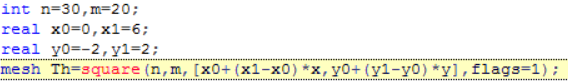 int n=30,m=20;
real x0=0,x1=6;
real y0=-2,y1=2;
mesh Th=square(n,m,[x0+(x1-x0)*x,y0+(y1-y0)*y],flags=1);